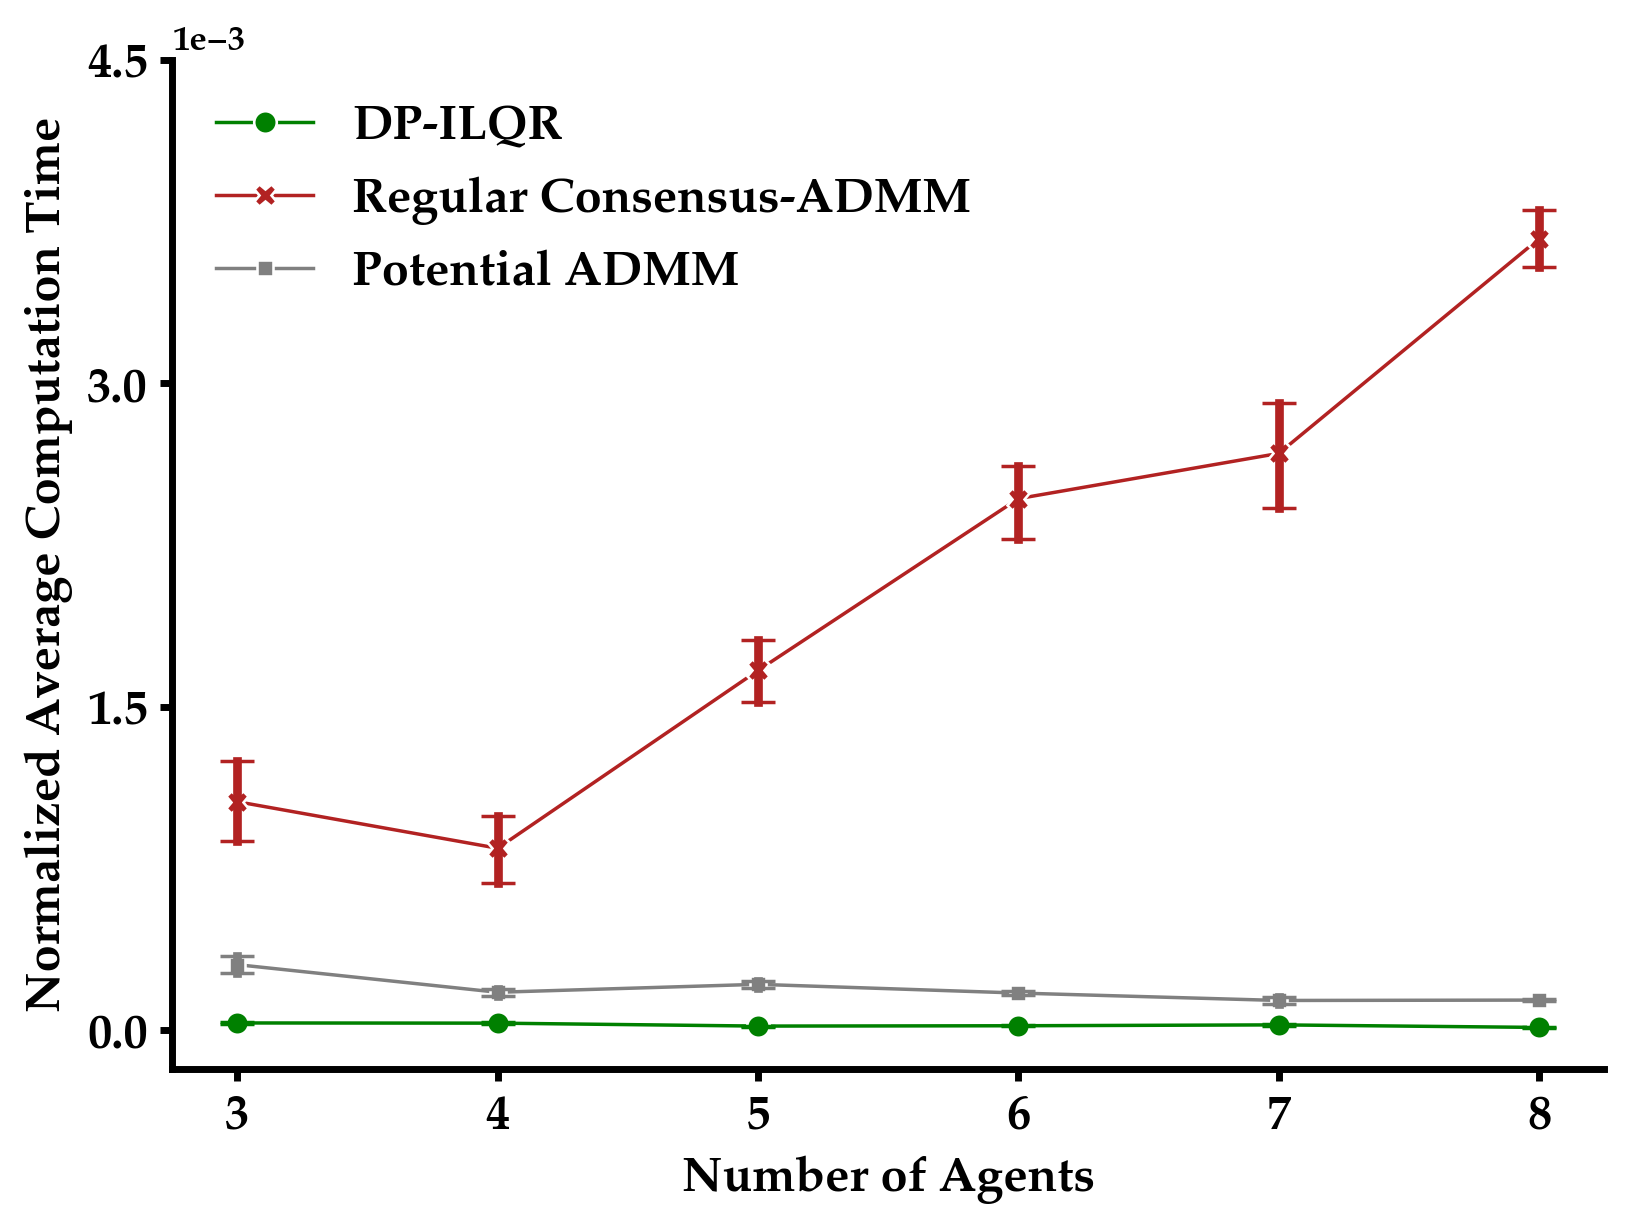 1e−3
4.5
3.0
1.5
0.0
Normalized Average Computation Time
DP-ILQR
Regular Consensus-ADMM
Potential ADMM
3 4 5 6 7 8
Number of Agents